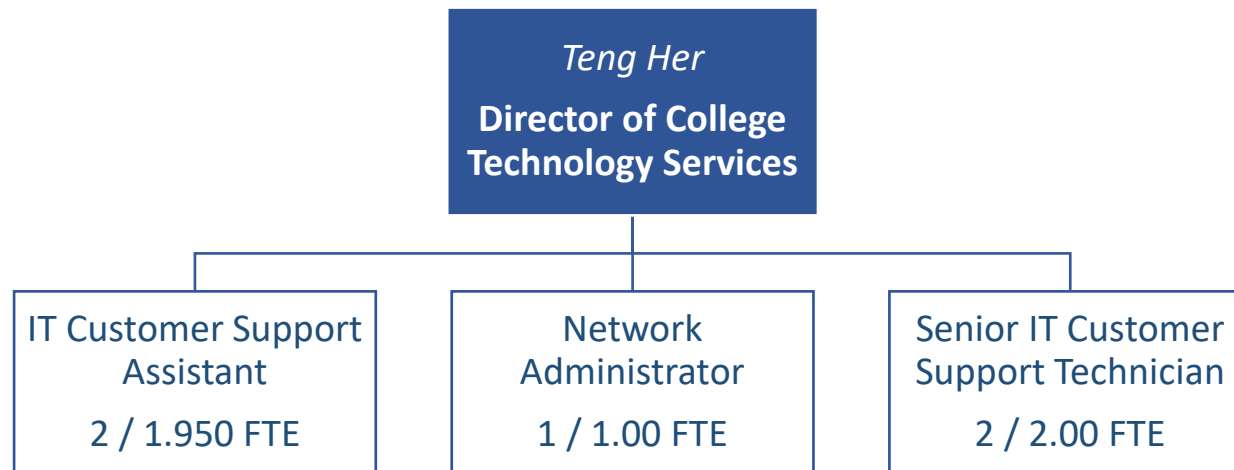 Teng Her
Director of College
Technology Services
IT Customer Support
Assistant
2 / 1.950 FTE
Network
Administrator
1 / 1.00 FTE
Senior IT Customer
Support Technician
2 / 2.00 FTE